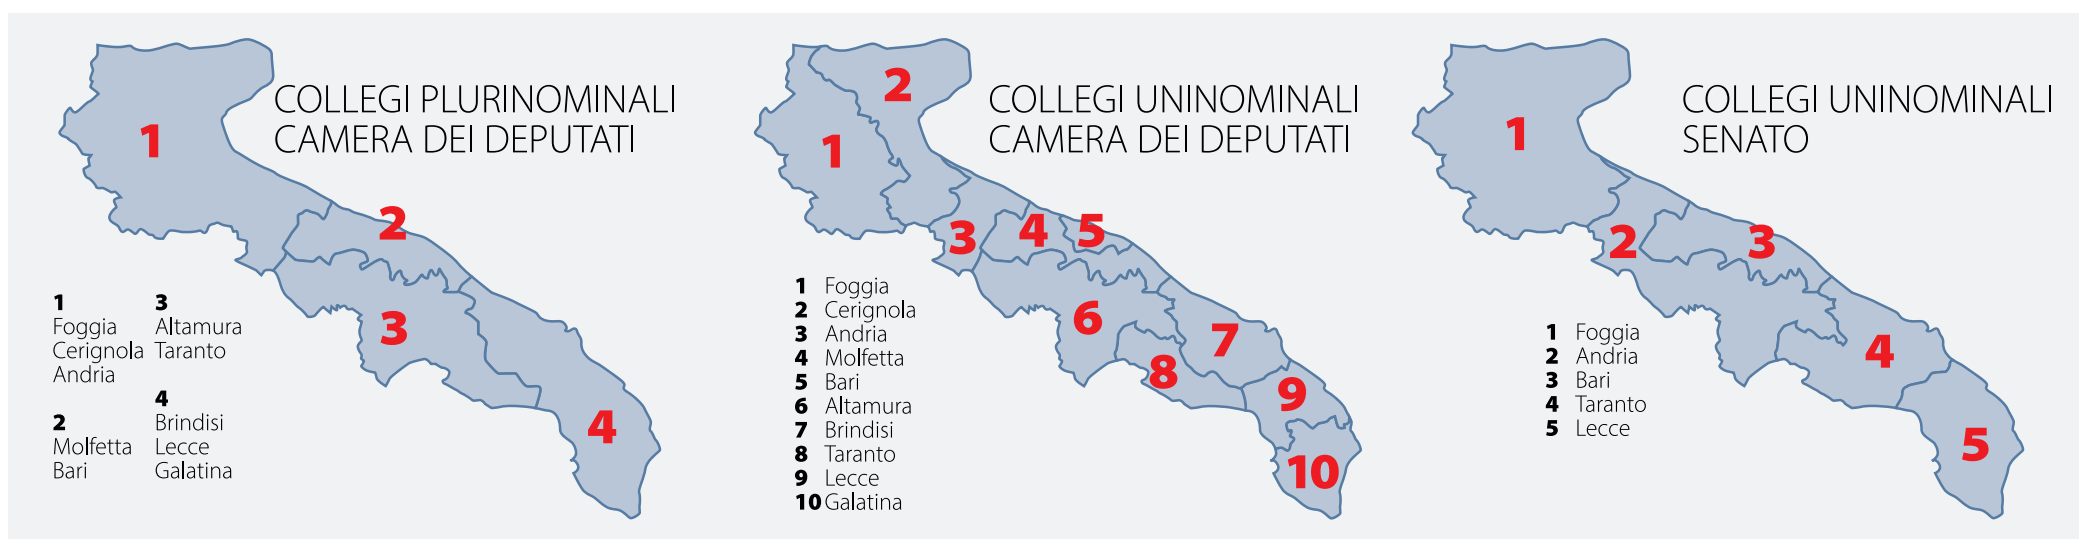 COLLEGI PLURINOMINALI
CAMERA DEI DEPUTATI
1
2
3
4
1
Foggia
Cerignola
Andria
2
Molfetta
Bari
3
Altamura
Taranto
4
Brindisi
Lecce
Galatina
COLLEGI UNINOMINALI
CAMERA DEI DEPUTATI
2
1
3
4
5
6
7
8
9
10
1 Foggia
2 Cerignola
3 Andria
4 Molfetta
5 Bari
6 Altamura
7 Brindisi
8 Taranto
9 Lecce
10 Galatina
COLLEGI UNINOMINALI
SENATO
1
2
3
4
5
1 Foggia
2 Andria
3 Bari
4 Taranto
5 Lecce